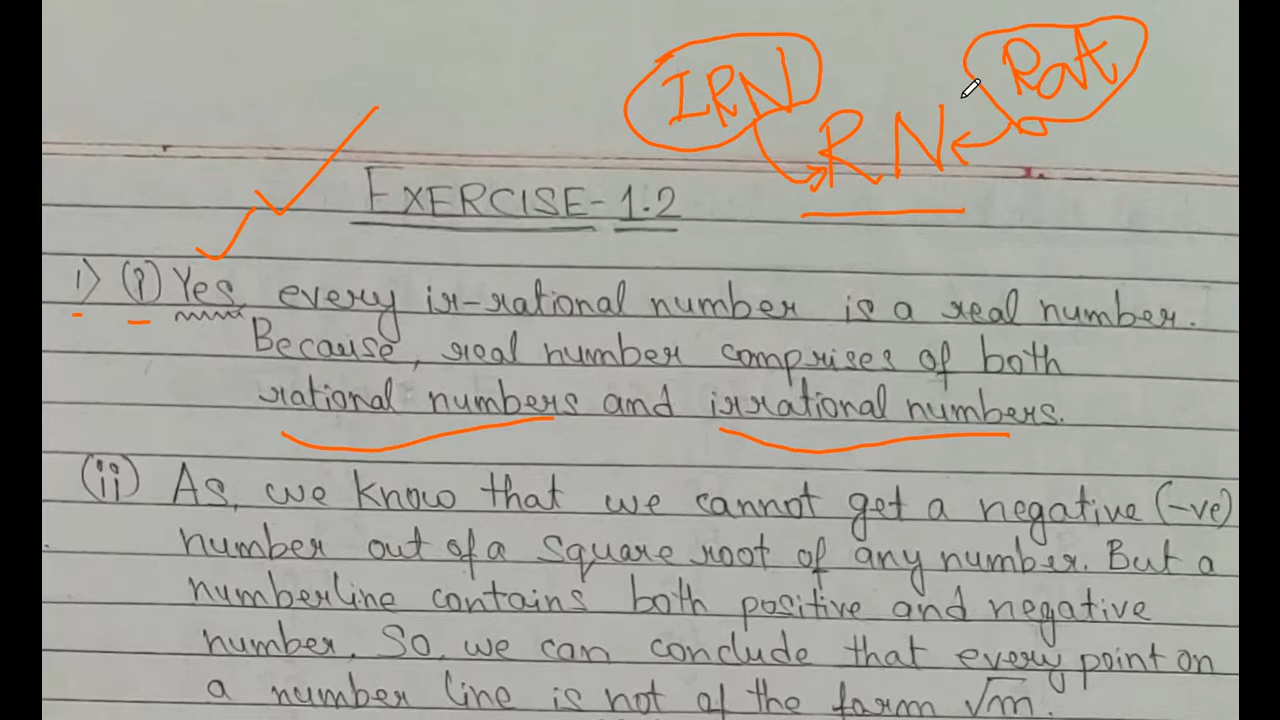 IRN
RN
Rat
EXERCISE-1.2
1) (i) Yes, every ir-rational number is a real number.
Because, real number comprises of both
rational numbers and irrational numbers.
(ii) As, we know that we cannot get a negative (-ve)
number out of a square root of any number. But a
numberline contains both positive and negative
number. So, we can conclude that every point on
a number line is not of the form √m.